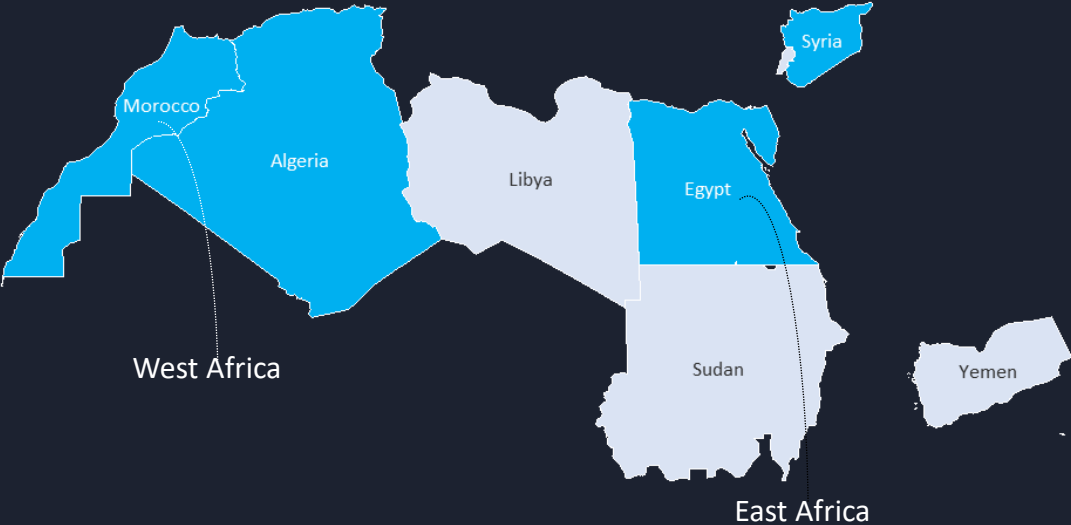 Syria
Morocco
Algeria
Libya
Egypt
West Africa
Sudan
Yemen
East Africa